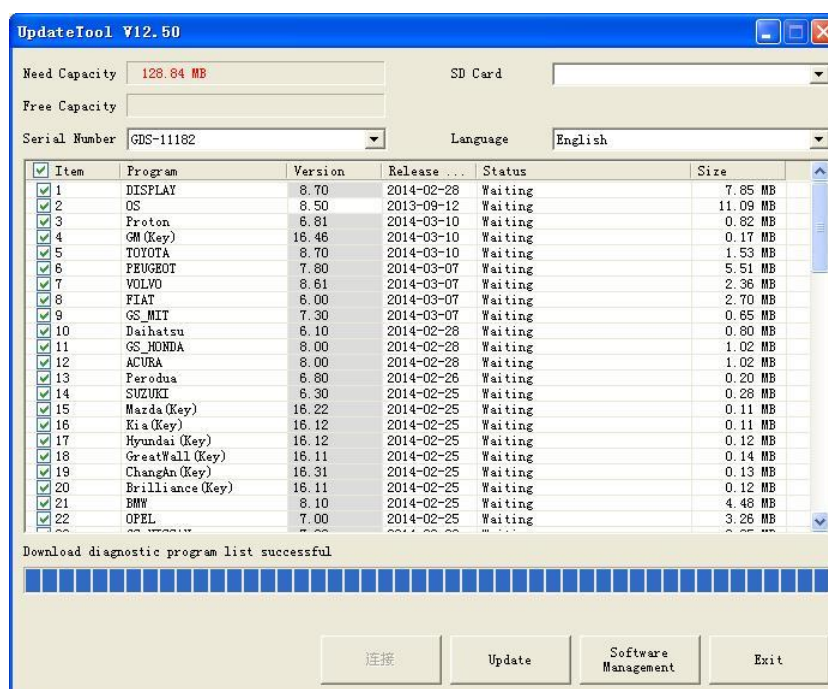 UpdateTool V12.50
Need Capacity 128.84 MB SD Card
Free Capacity
Serial Number GDS-11182 Language English
Item Program Version Release ... Status Size
1 DISPLAY 8.70 2014-02-28 Waiting 7.85 MB
2 OS 8.50 2013-09-12 Waiting 11.09 MB
3 Proton 6.81 2014-03-10 Waiting 0.82 MB
4 GM(Key) 16.46 2014-03-10 Waiting 0.17 MB
5 TOYOTA 8.70 2014-03-10 Waiting 1.53 MB
6 PEUGEOT 7.80 2014-03-07 Waiting 5.51 MB
7 VOLVO 8.61 2014-03-07 Waiting 2.36 MB
8 FIAT 6.00 2014-03-07 Waiting 2.70 MB
9 GS_MIT 7.30 2014-03-07 Waiting 0.65 MB
10 Daihatsu 6.10 2014-02-28 Waiting 0.80 MB
11 GS_HONDA 8.00 2014-02-28 Waiting 1.02 MB
12 ACURA 8.00 2014-02-28 Waiting 1.02 MB
13 Perodua 6.80 2014-02-26 Waiting 0.20 MB
14 SUZUKI 6.30 2014-02-25 Waiting 0.28 MB
15 Mazda(Key) 16.22 2014-02-25 Waiting 0.11 MB
16 Kia(Key) 16.12 2014-02-25 Waiting 0.11 MB
17 Hyundai(Key) 16.12 2014-02-25 Waiting 0.12 MB
18 GreatWall(Key) 16.11 2014-02-25 Waiting 0.14 MB
19 ChangAn(Key) 16.31 2014-02-25 Waiting 0.13 MB
20 Brilliance(Key) 16.11 2014-02-25 Waiting 0.12 MB
21 BMW 8.10 2014-02-25 Waiting 4.48 MB
22 OPEL 7.00 2014-02-25 Waiting 3.26 MB
Download diagnostic program list successful
连接 Update Software Management Exit